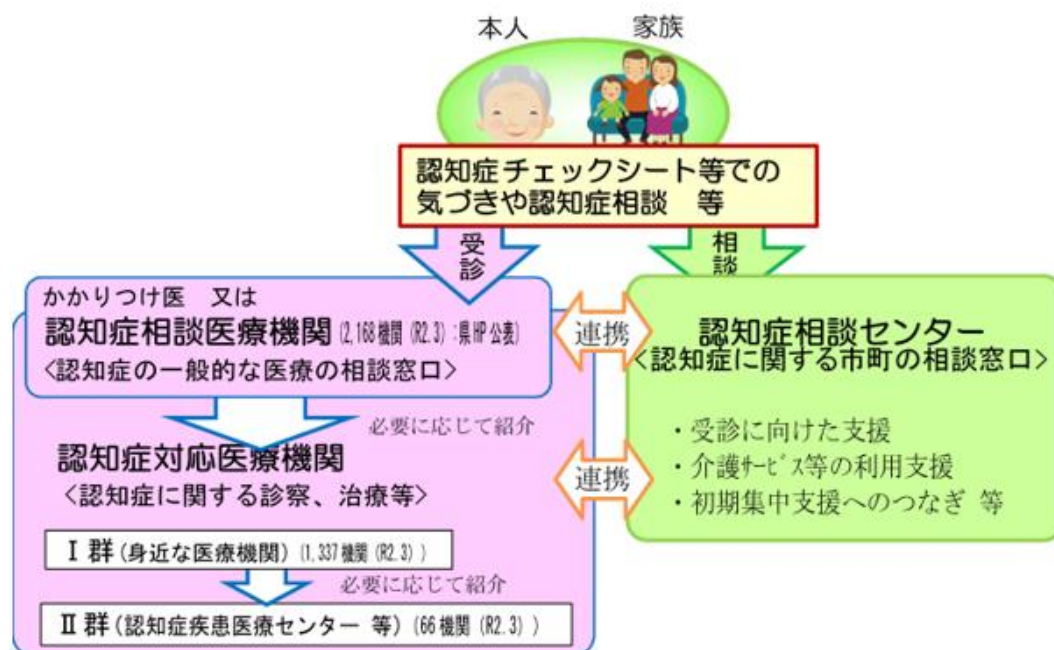 本人
家族
認知症チェックシート等での
気づきや認知症相談 等
受診
相談
かかりつけ医 又は
認知症相談医療機関(2,168機関(R2.3):県HP公表)
<認知症の一般的な医療の相談窓口>
連携
認知症相談センター
<認知症に関する市町の相談窓口>
必要に応じて紹介
認知症対応医療機関
<認知症に関する診察、治療等>
連携
・受診に向けた支援
・介護ｻｰﾋﾞｽ等の利用支援
・初期集中支援へのつなぎ 等
Ⅰ群(身近な医療機関)(1,337機関(R2.3))
必要に応じて紹介
Ⅱ群(認知症疾患医療センター 等)(66機関(R2.3))